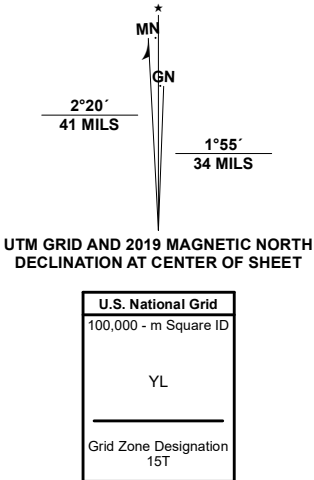 MN
GN
2°20´
41 MILS
1°55´
34 MILS
UTM GRID AND 2019 MAGNETIC NORTH
DECLINATION AT CENTER OF SHEET
U.S. National Grid
100,000 - m Square ID
YL
Grid Zone Designation
15T